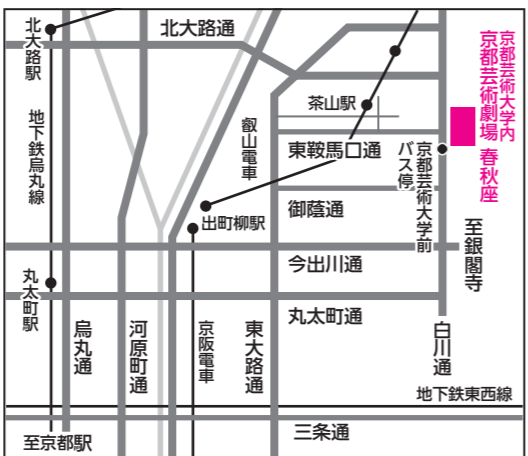 北大路通
北大路駅
地下鉄烏丸線
叡山電車
茶山駅
東鞍馬口通
京都芸術大学前
バス停
京都芸術大学内
京都芸術劇場 春秋座
御蔭通
出町柳駅
至銀閣寺
今出川通
丸太町駅
丸太町通
烏丸通
河原町通
京阪電車
東大路通
白川通
地下鉄東西線
三条通
至京都駅